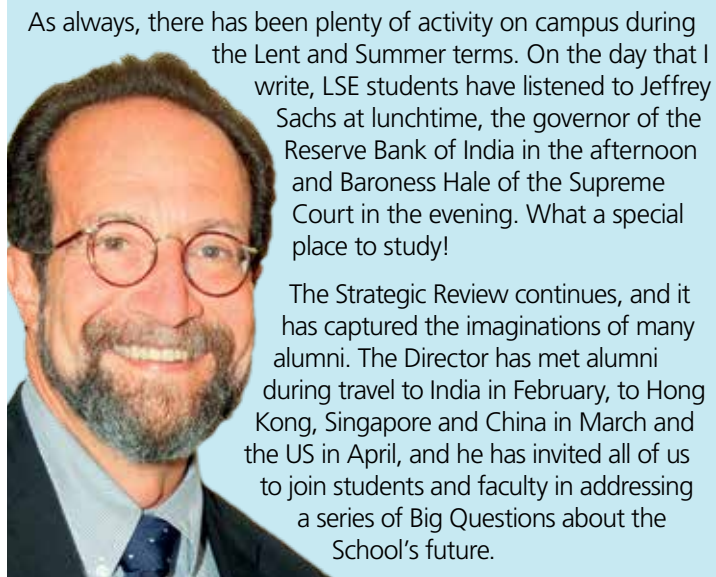 As always, there has been plenty of activity on campus during
the Lent and Summer terms. On the day that I
write, LSE students have listened to Jeffrey
Sachs at lunchtime, the governor of the
Reserve Bank of India in the afternoon
and Baroness Hale of the Supreme
Court in the evening. What a special
place to study!
The Strategic Review continues, and it
has captured the imaginations of many
alumni. The Director has met alumni
during travel to India in February, to Hong
Kong, Singapore and China in March and
the US in April, and he has invited all of us
to join students and faculty in addressing
a series of Big Questions about the
School’s future.